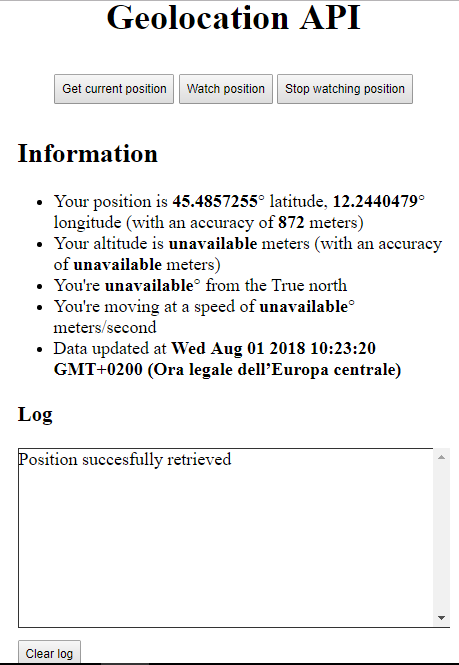 Geolocation API
Get current position Watch position Stop watching position
Information
• Your position is 45.4857255° latitude, 12.2440479°
longitude (with an accuracy of 872 meters)
• Your altitude is unavailable meters (with an accuracy
of unavailable meters)
• You're unavailable° from the True north
• You're moving at a speed of unavailable°
meters/second
• Data updated at Wed Aug 01 2018 10:23:20
GMT+0200 (Ora legale dell’Europa centrale)
Log
Position succesfully retrieved
Clear log